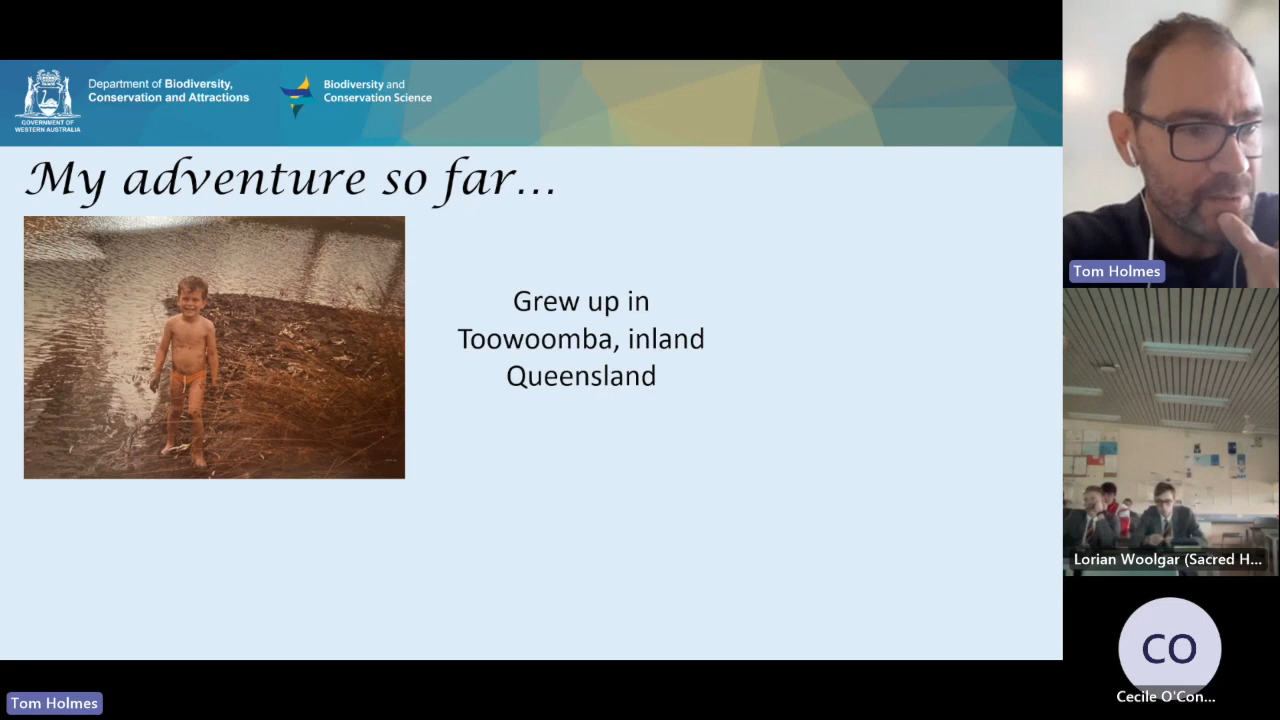 Department of Biodiversity,
Conservation and Attractions
GOVERNMENT OF
WESTERN AUSTRALIA
Biodiversity and
Conservation Science
My adventure so far...
Grew up in
Toowoomba, inland
Queensland
Tom Holmes
Lorian Woolgar (Sacred H...
CO
Cecile O'Con...
Tom Holmes